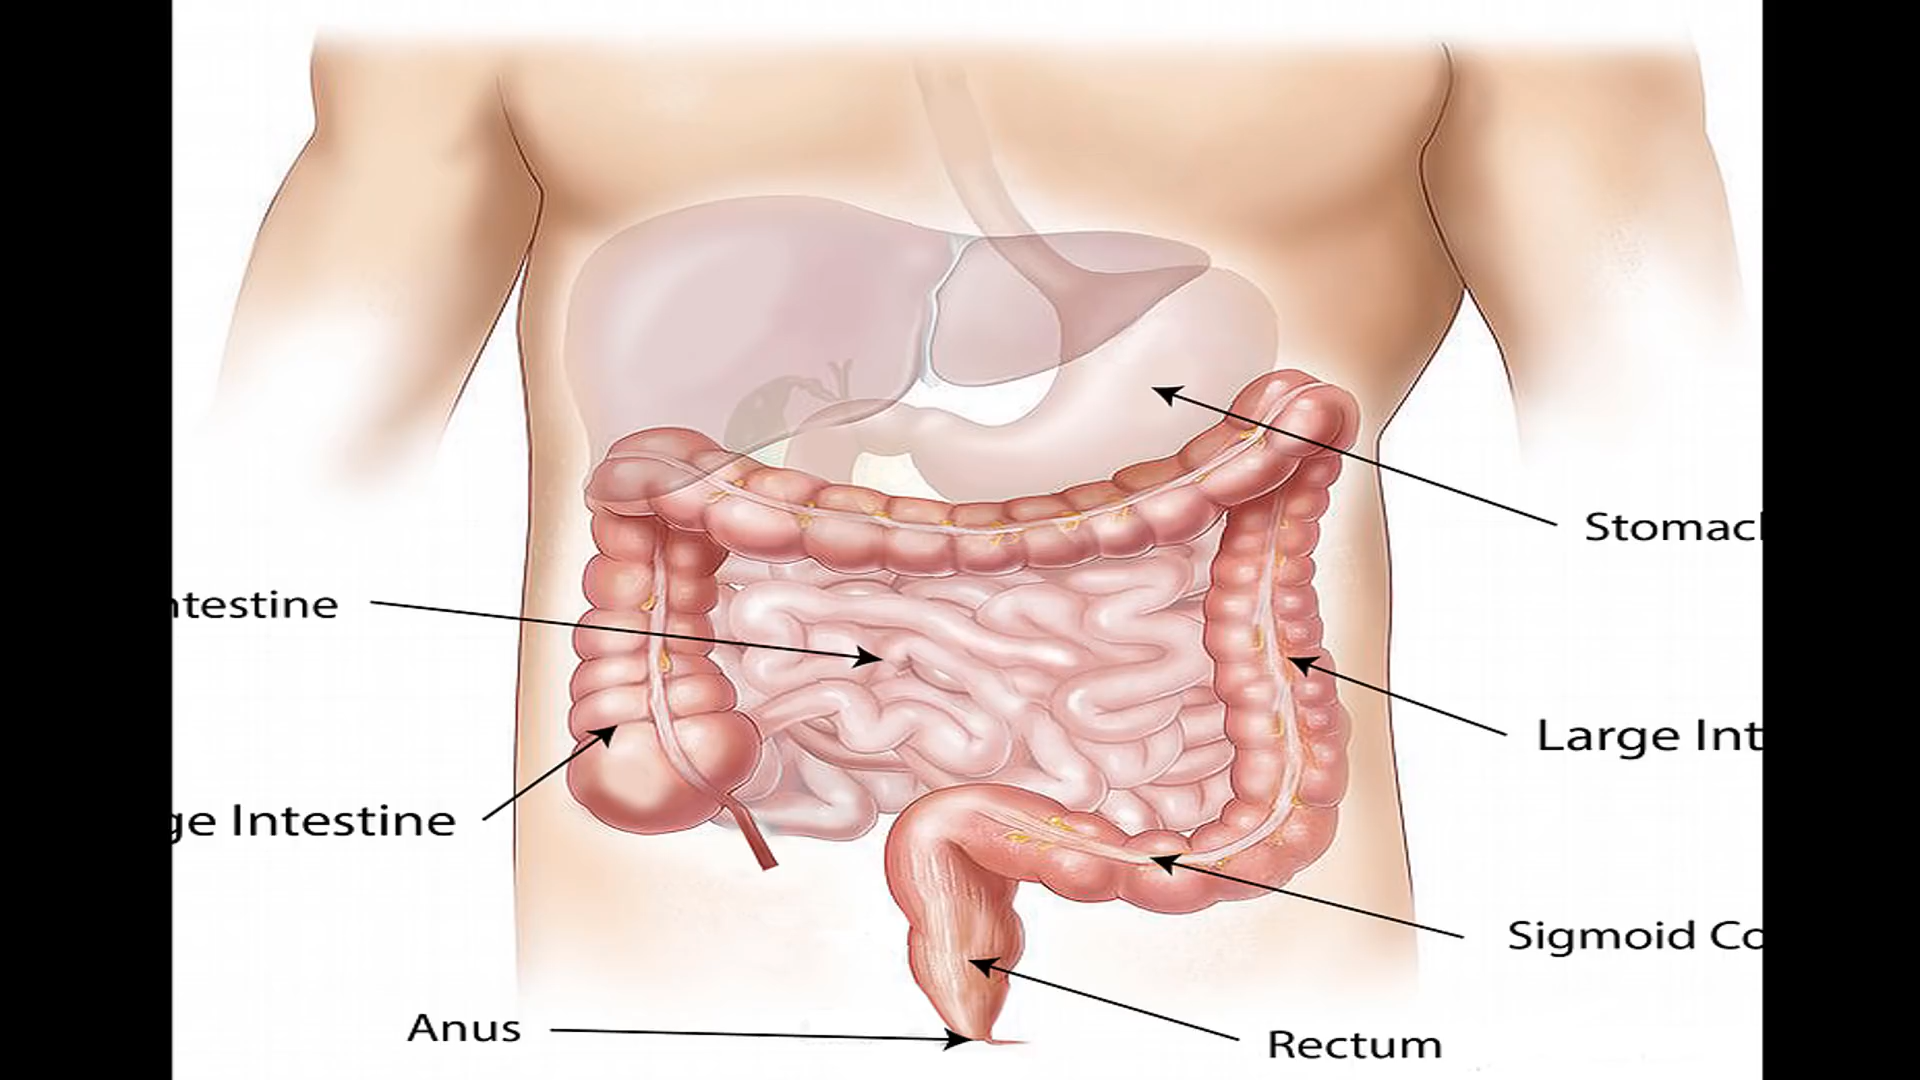 Stomac
ntestine
Large Int
ge Intestine
Sigmoid Co
Anus
Rectum